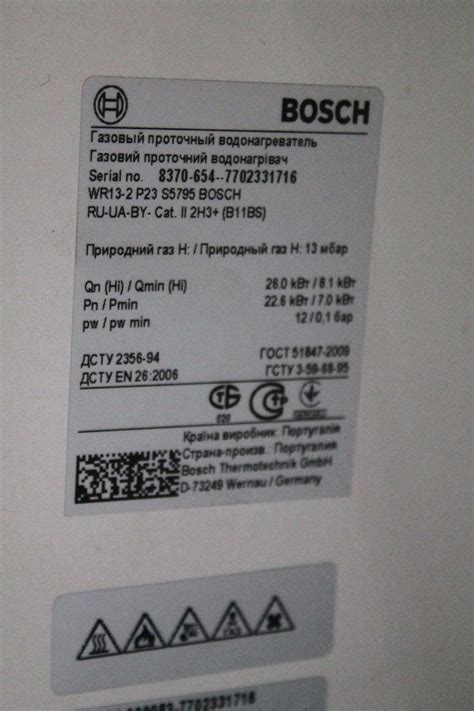 BOSCH
Газовый проточный водонагреватель
Газовий проточний водонагрівач
Serial no. 8370-654--7702331716
WR13-2 P23 S5795 BOSCH
RU-UA-BY- Cat. II 2H3+ (B11BS)
Природний газ H: / Природный газ H: 13 мбар
Qn (Hi) / Qmin (Hi) 26.0 кВт / 8.1 кВт
Pn / Pmin 22.6 кВт / 7.0 кВт
pw / pw min 12 / 0,1 бар
ДСТУ 2356-94 ГОСТ 51847-2009
ДСТУ EN 26:2006 ГСТУ 3-59-68-95
020
Країна виробник: Португалія
Страна-произв.: Португалия
Bosch Thermotechnik GmbH
D-73249 Wernau / Germany
ГАЗ
7702331716